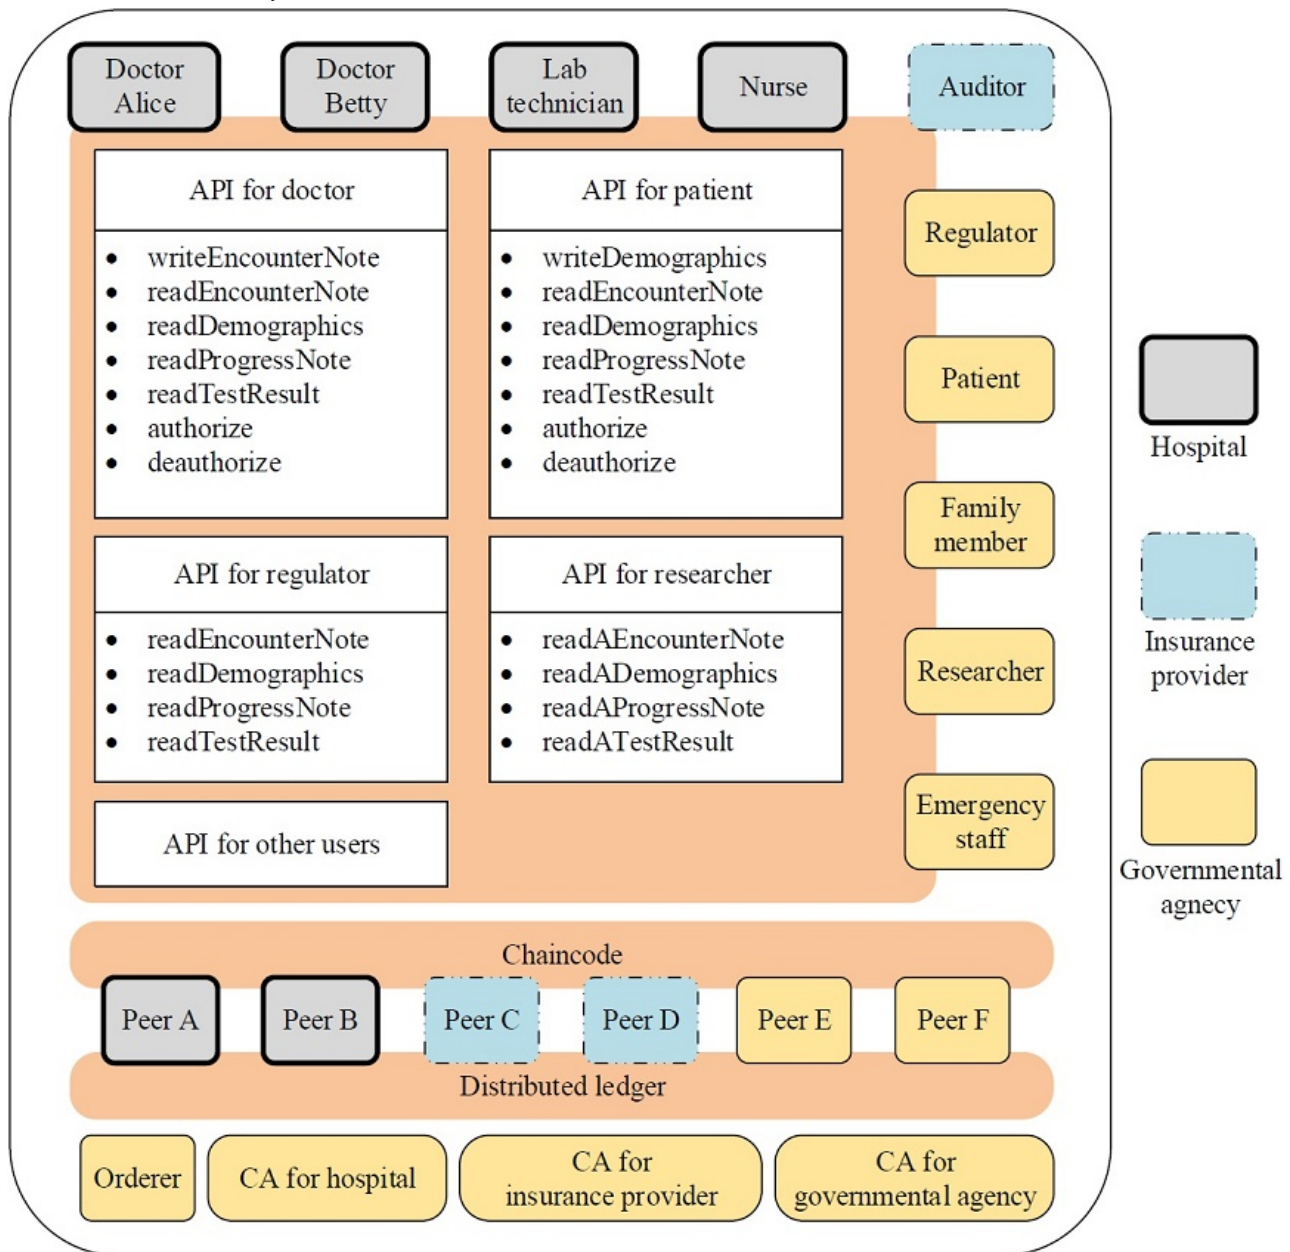 Doctor
Alice
Doctor
Betty
Lab
technician
Nurse
Auditor
API for doctor
• writeEncounterNote
• readEncounterNote
• readDemographics
• readProgressNote
• readTestResult
• authorize
• deauthorize
API for patient
• writeDemographics
• readEncounterNote
• readDemographics
• readProgressNote
• readTestResult
• authorize
• deauthorize
API for regulator
• readEncounterNote
• readDemographics
• readProgressNote
• readTestResult
API for researcher
• readAEncounterNote
• readADemographics
• readAProgressNote
• readATestResult
API for other users
Regulator
Patient
Family
member
Researcher
Emergency
staff
Chaincode
Peer A
Peer B
Peer C
Peer D
Peer E
Peer F
Distributed ledger
Orderer
CA for hospital
CA for
insurance provider
CA for
governmental agency
Hospital
Insurance
provider
Governmental
agnecy